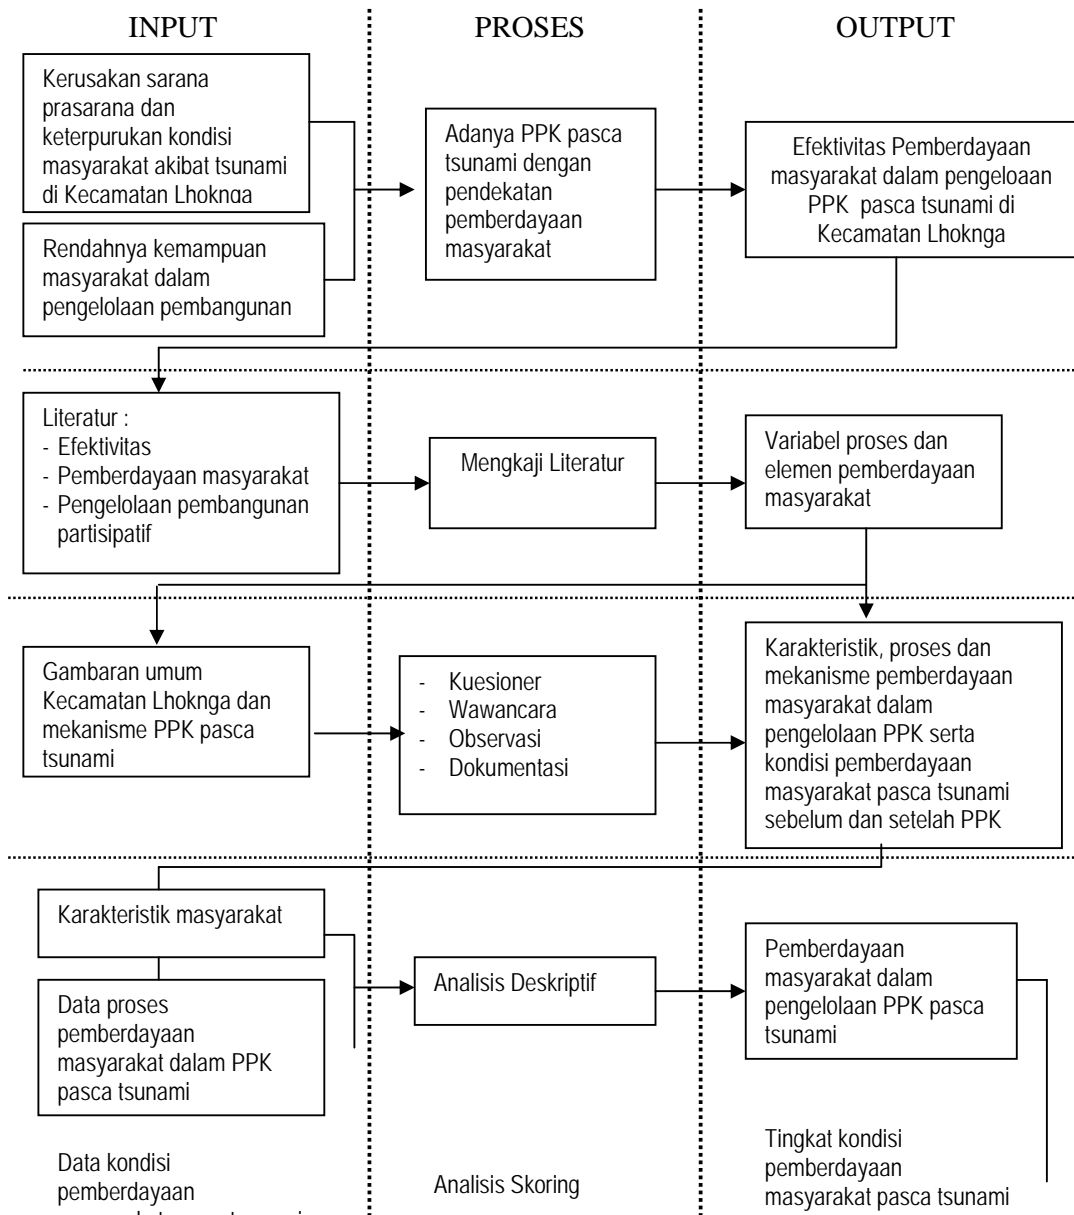 INPUT
PROSES
OUTPUT
Kerusakan sarana
prasarana dan
keterpurukan kondisi
masyarakat akibat tsunami
di Kecamatan Lhoknga
Rendahnya kemampuan
masyarakat dalam
pengelolaan pembangunan
Adanya PPK pasca
tsunami dengan
pendekatan
pemberdayaan
masyarakat
Efektivitas Pemberdayaan
masyarakat dalam pengeloaan
PPK pasca tsunami di
Kecamatan Lhoknga
Literatur :
- Efektivitas
- Pemberdayaan masyarakat
- Pengelolaan pembangunan
partisipatif
Mengkaji Literatur
Variabel proses dan
elemen pemberdayaan
masyarakat
Gambaran umum
Kecamatan Lhoknga dan
mekanisme PPK pasca
tsunami
- Kuesioner
- Wawancara
- Observasi
- Dokumentasi
Karakteristik, proses dan
mekanisme pemberdayaan
masyarakat dalam
pengelolaan PPK serta
kondisi pemberdayaan
masyarakat pasca tsunami
sebelum dan setelah PPK
Karakteristik masyarakat
Data proses
pemberdayaan
masyarakat dalam PPK
pasca tsunami
Analisis Deskriptif
Pemberdayaan
masyarakat dalam
pengelolaan PPK pasca
tsunami
Data kondisi
pemberdayaan
Analisis Skoring
Tingkat kondisi
pemberdayaan
masyarakat pasca tsunami